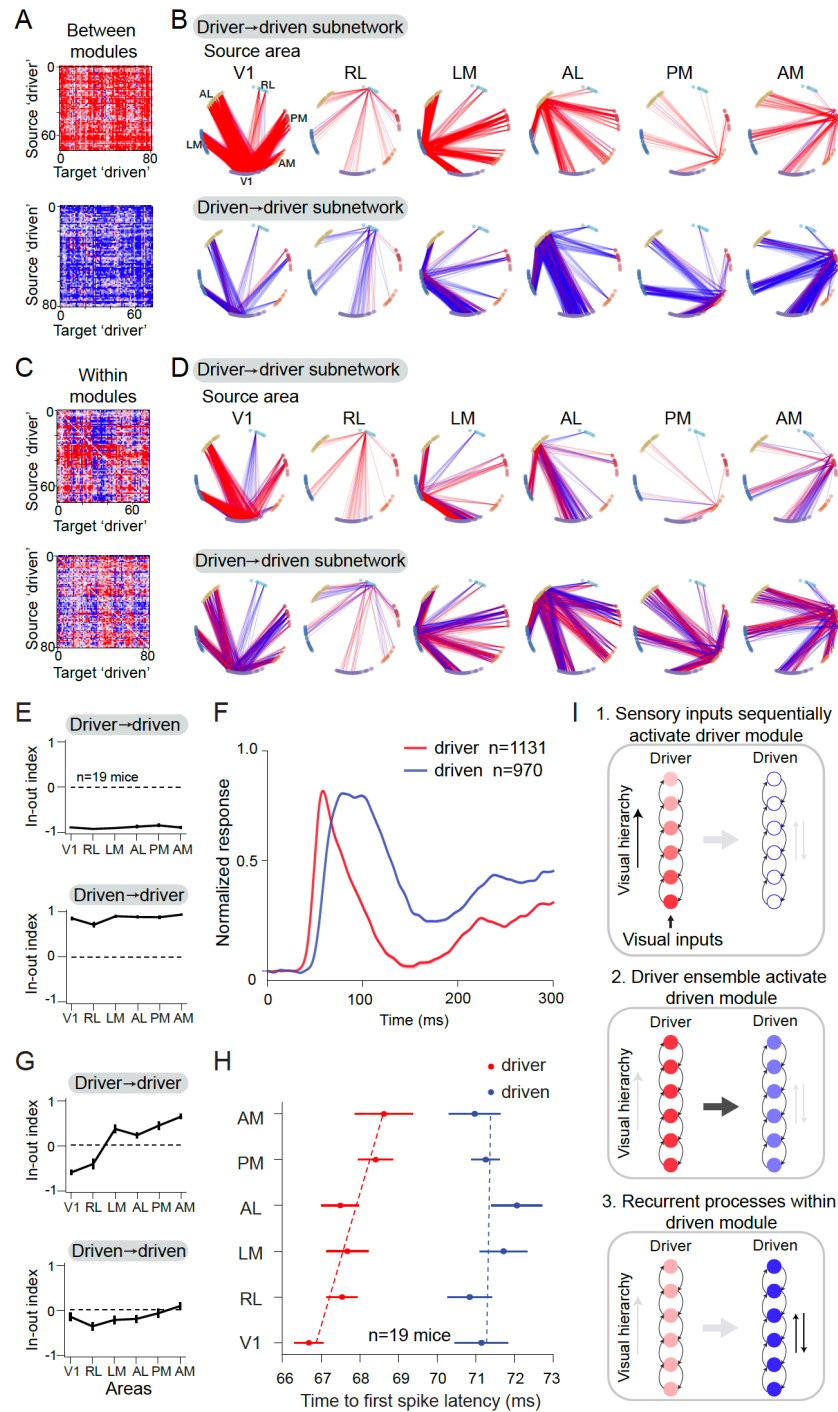 A
Between
modules
0
Source 'driver'
60
0
80
Target 'driven'
0
Source 'driven'
80
0
60
Target 'driver'
B
Driver→driven subnetwork
Source area
V1
RL
LM
AL
PM
AM
AL
RL
PM
LM
AM
V1
Driven→driver subnetwork
C
Within
modules
0
Source 'driver'
60
0
60
Target 'driver'
0
Source 'driven'
80
0
80
Target 'driven'
D
Driver→driver subnetwork
Source area
V1
RL
LM
AL
PM
AM
Driven→driven subnetwork
E
Driver→driven
In-out index
1
0
-1
n=19 mice
V1 RL LM AL PM AM
Driven→driver
In-out index
1
0
-1
V1 RL LM AL PM AM
F
Normalized response
1.0
0.5
0
driver n=1131
driven n=970
0
100
200
300
Time (ms)
G
Driver→driver
In-out index
1
0
-1
V1 RL LM AL PM AM
Driven→driven
In-out index
1
0
-1
V1 RL LM AL PM AM
Areas
H
driver
driven
AM
PM
AL
LM
RL
V1
n=19 mice
66 67 68 69 70 71 72 73
Time to first spike latency (ms)
I
1. Sensory inputs sequentially
activate driver module
Driver
Driven
Visual hierarchy
Visual inputs
2. Driver ensemble activate
driven module
Driver
Driven
Visual hierarchy
3. Recurrent processes within
driven module
Driver
Driven
Visual hierarchy